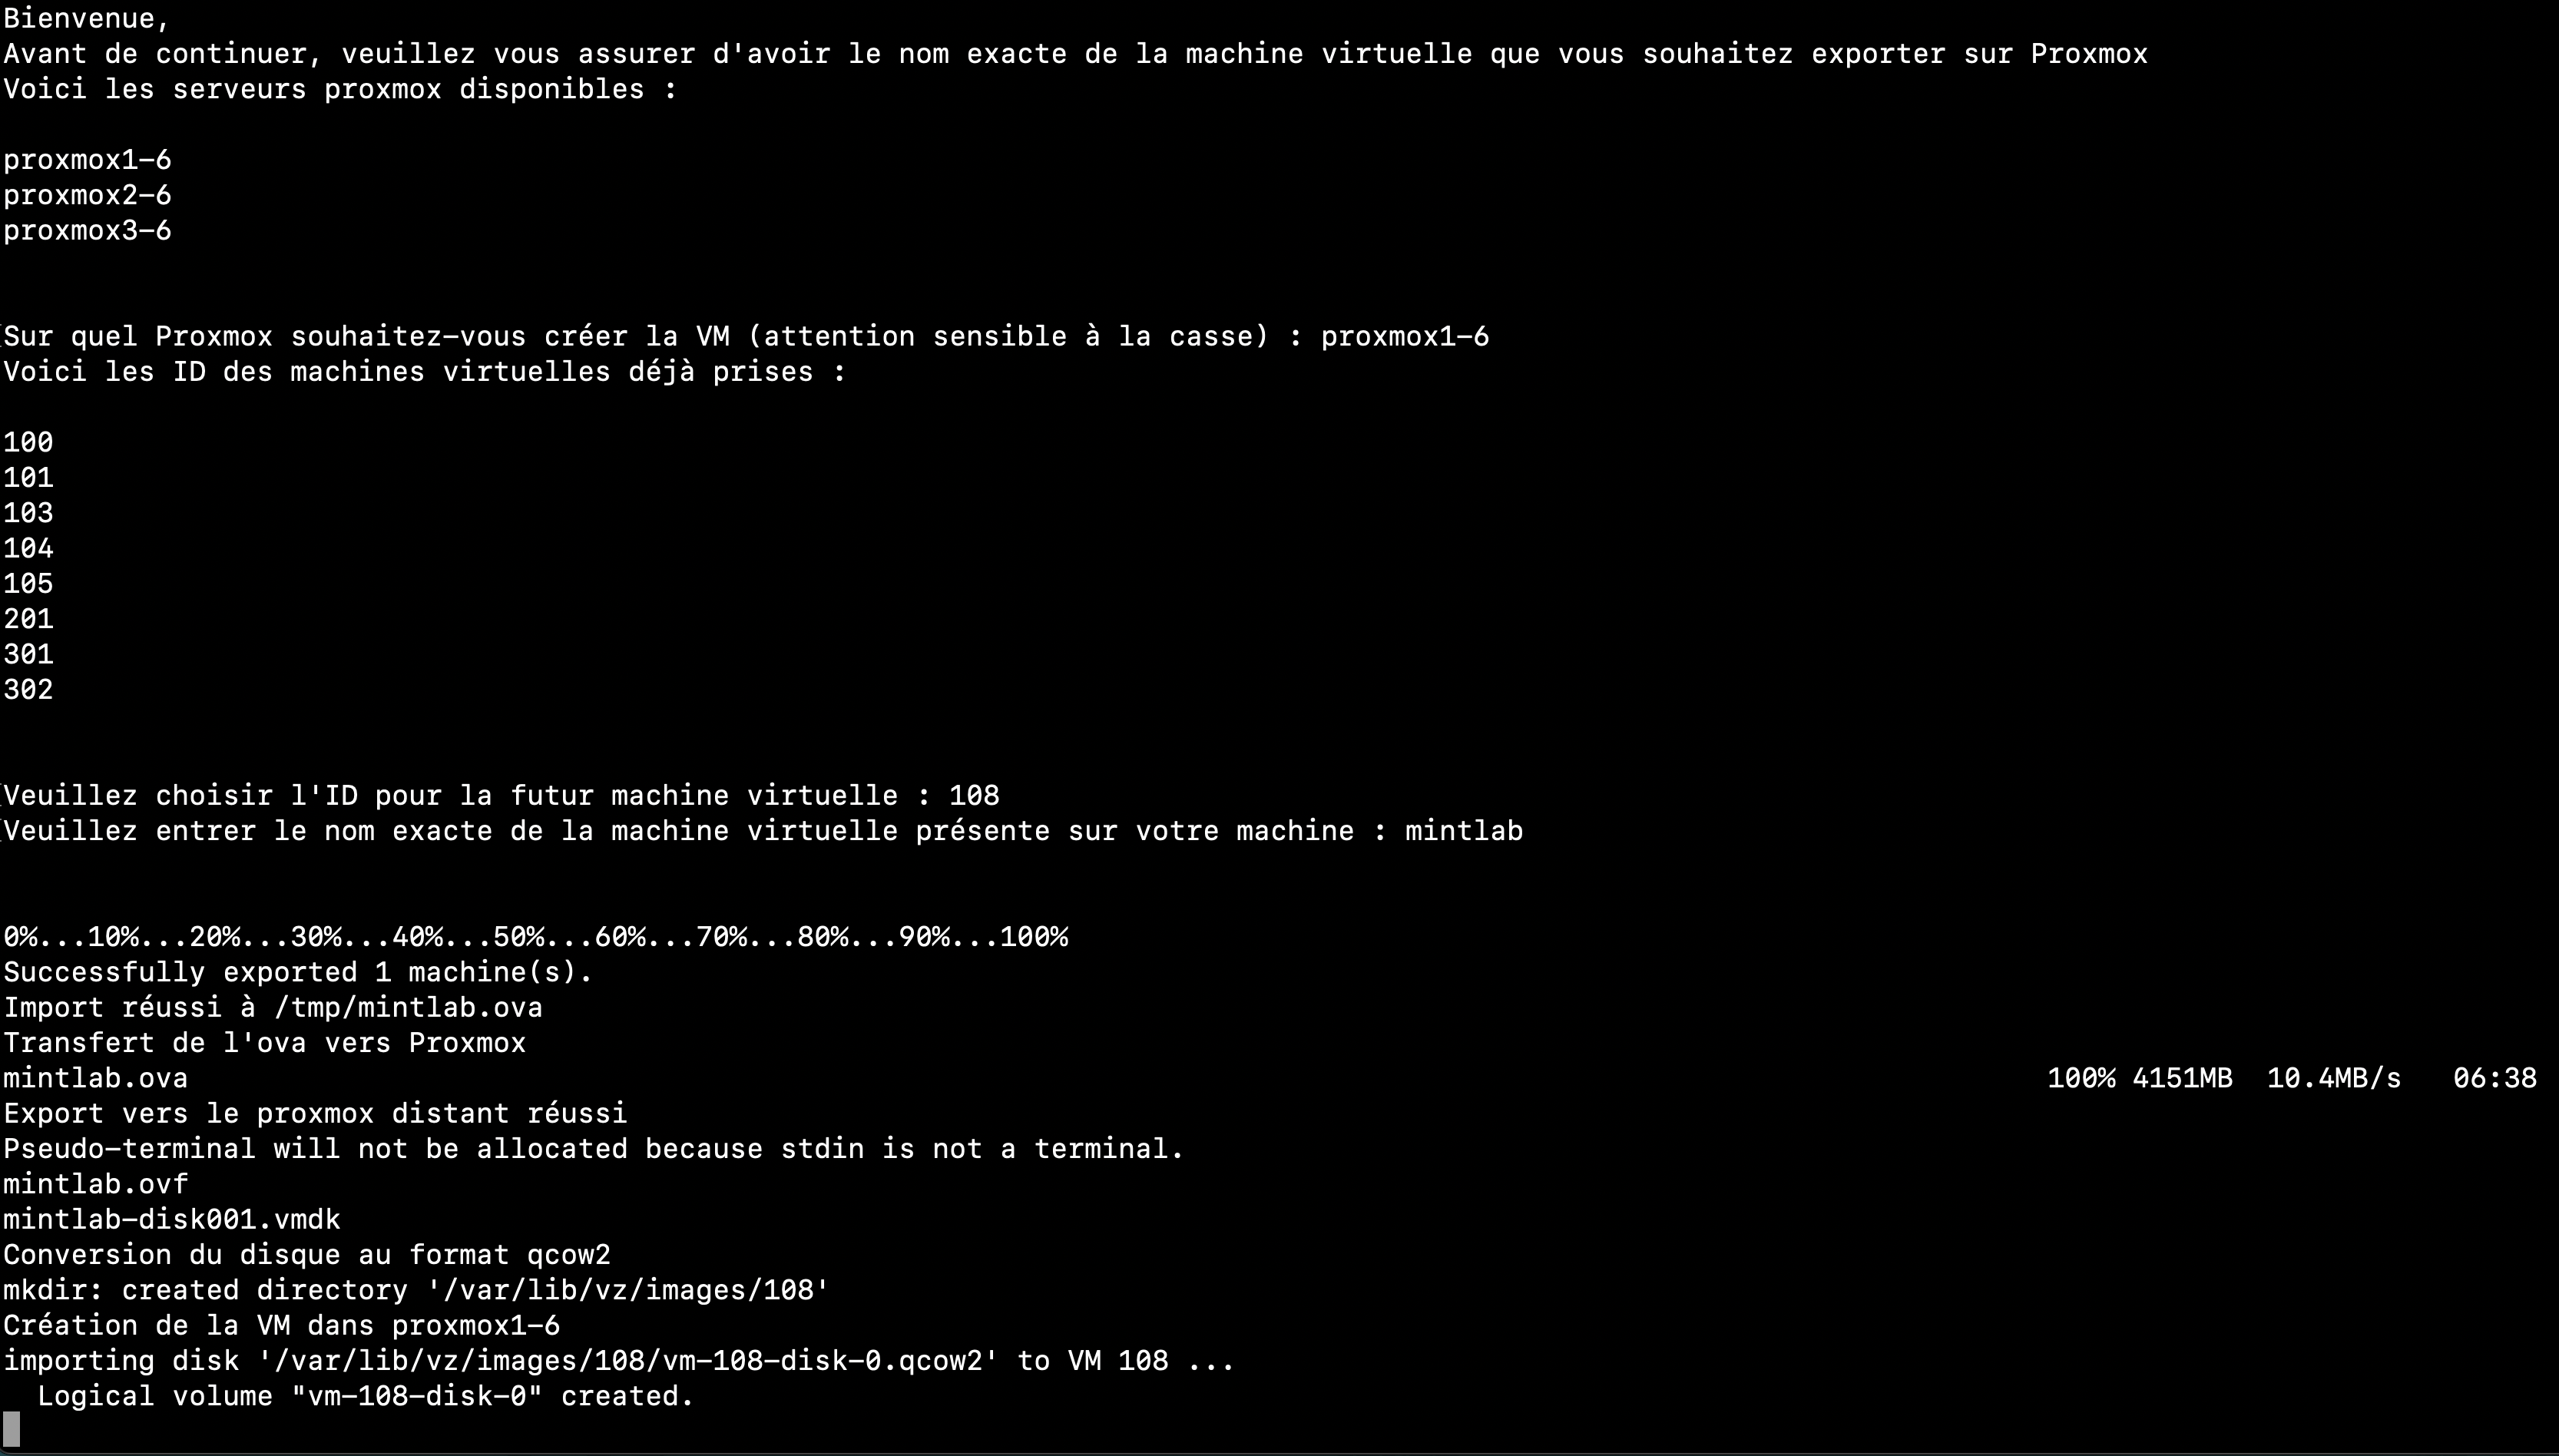 Bienvenue,
Avant de continuer, veuillez vous assurer d'avoir le nom exacte de la machine virtuelle que vous souhaitez exporter sur Proxmox
Voici les serveurs proxmox disponibles :
proxmox1-6
proxmox2-6
proxmox3-6
Sur quel Proxmox souhaitez-vous créer la VM (attention sensible à la casse) : proxmox1-6
Voici les ID des machines virtuelles déjà prises :
100
101
103
104
105
201
301
302
Veuillez choisir l'ID pour la futur machine virtuelle : 108
Veuillez entrer le nom exacte de la machine virtuelle présente sur votre machine : mintlab
0%...10%...20%...30%...40%...50%...60%...70%...80%...90%...100%
Successfully exported 1 machine(s).
Import réussi à /tmp/mintlab.ova
Transfert de l'ova vers Proxmox
mintlab.ova 100% 4151MB 10.4MB/s 06:38
Export vers le proxmox distant réussi
Pseudo-terminal will not be allocated because stdin is not a terminal.
mintlab.ovf
mintlab-disk001.vmdk
Conversion du disque au format qcow2
mkdir: created directory '/var/lib/vz/images/108'
Création de la VM dans proxmox1-6
importing disk '/var/lib/vz/images/108/vm-108-disk-0.qcow2' to VM 108 ...
Logical volume "vm-108-disk-0" created.